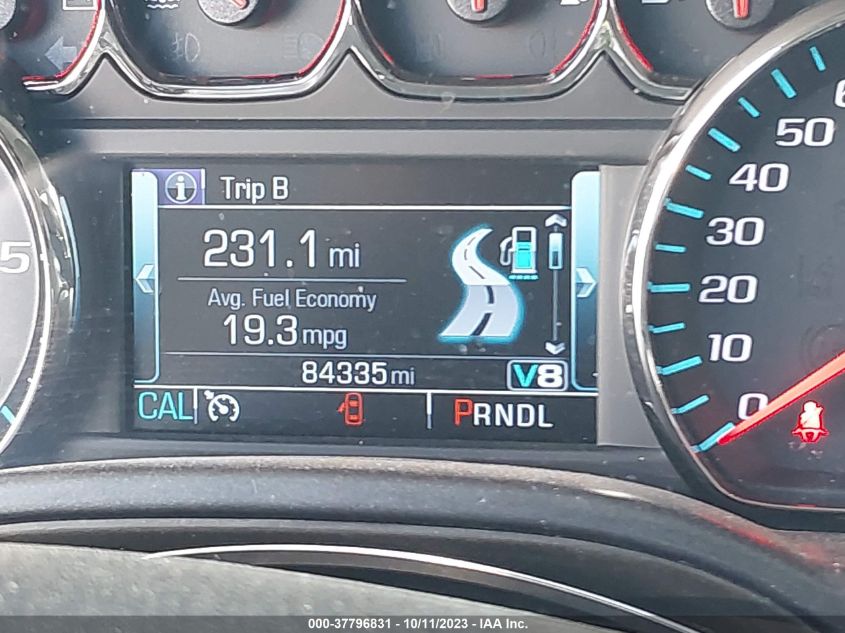 Trip B
231.1 mi
Avg. Fuel Economy
19.3 mpg
84335 mi
V8
CAL
PRNDL
5
50
40
30
20
10
0
000-37796831 - 10/11/2023 - IAA Inc.